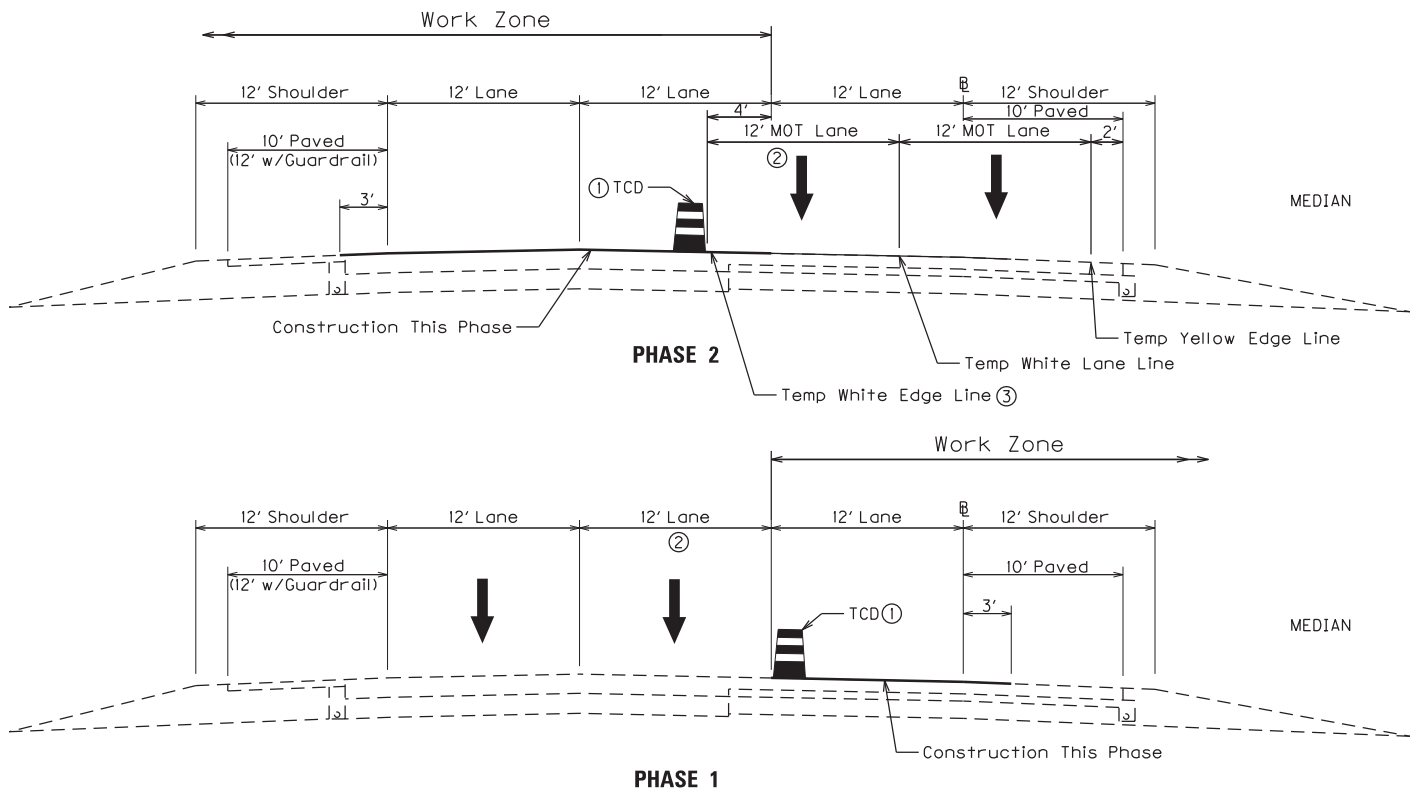 Work Zone
℄
12' Shoulder 12' Lane 12' Lane 12' Lane 12' Shoulder
4' 10' Paved
10' Paved 12' MOT Lane 12' MOT Lane 2'
(12' w/Guardrail) ②
① TCD
3'
MEDIAN
Construction This Phase
Temp Yellow Edge Line
PHASE 2
Temp White Lane Line
Temp White Edge Line ③
Work Zone
℄
12' Shoulder 12' Lane 12' Lane 12' Lane 12' Shoulder
②
10' Paved 10' Paved
(12' w/Guardrail)
3'
TCD ①
MEDIAN
Construction This Phase
PHASE 1